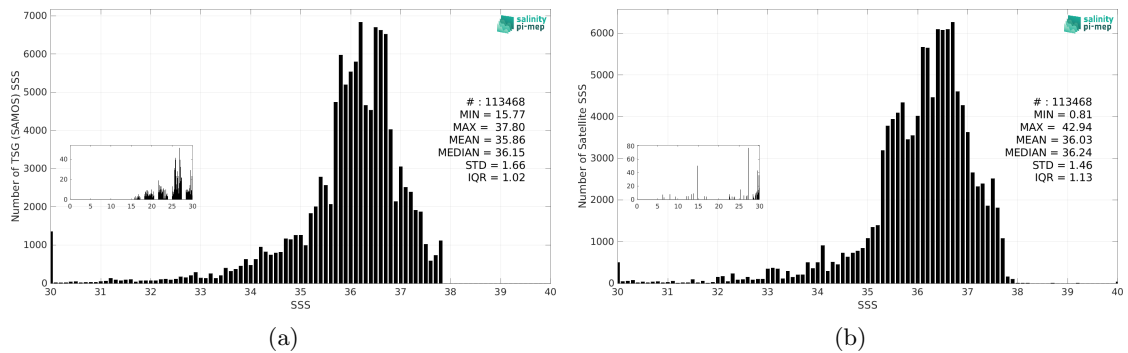 salinity
pi-mep
Number of TSG (SAMOS) SSS
7000
6000
5000
4000
3000
2000
1000
0
# : 113468
MIN = 15.77
MAX = 37.80
MEAN = 35.86
MEDIAN = 36.15
STD = 1.66
IQR = 1.02
40
20
0
0 5 10 15 20 25 30
30 31 32 33 34 35 36 37 38 39 40
SSS
(a)
salinity
pi-mep
Number of Satellite SSS
6000
5000
4000
3000
2000
1000
0
# : 113468
MIN = 0.81
MAX = 42.94
MEAN = 36.03
MEDIAN = 36.24
STD = 1.46
IQR = 1.13
80
60
40
20
0
0 5 10 15 20 25 30
30 31 32 33 34 35 36 37 38 39 40
SSS
(b)